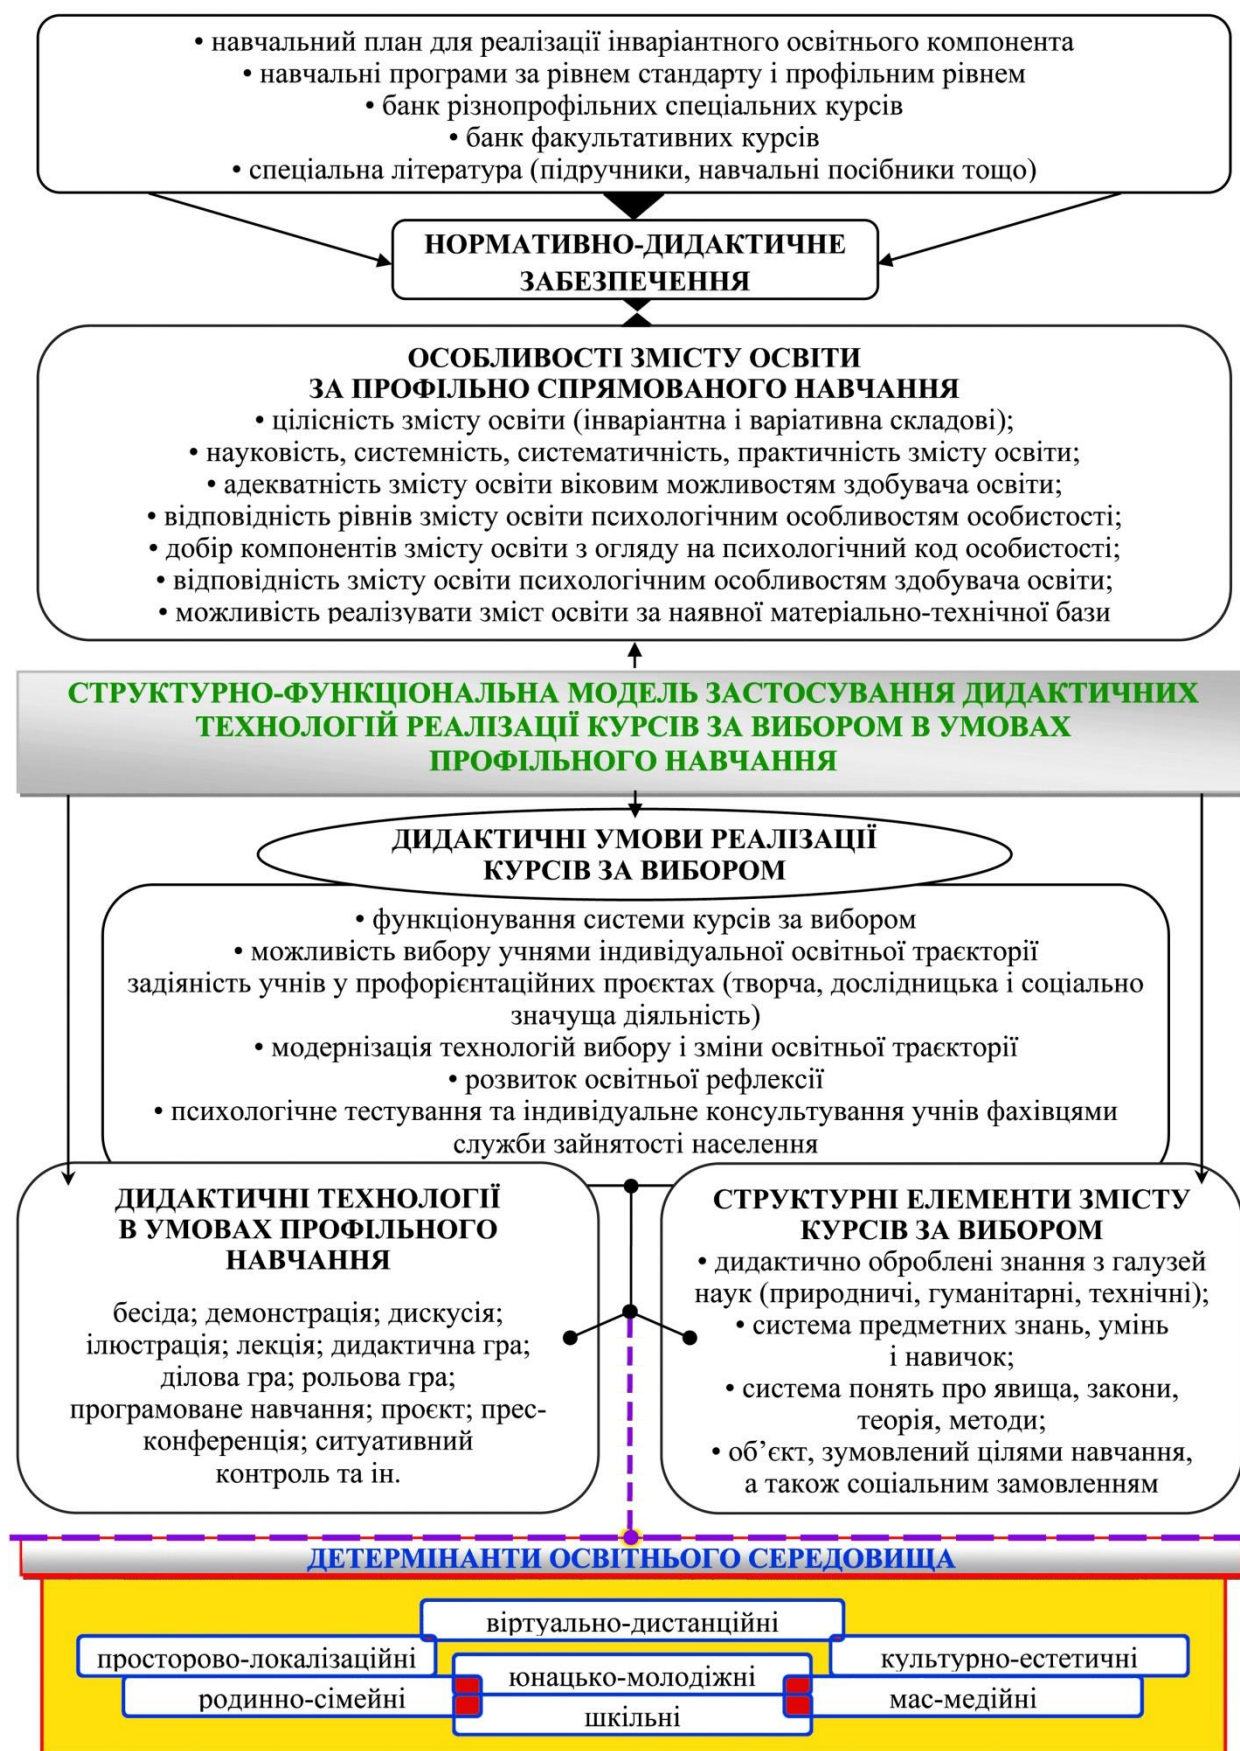 • навчальний план для реалізації інваріантного освітнього компонента
• навчальні програми за рівнем стандарту і профільним рівнем
• банк різнопрофільних спеціальних курсів
• банк факультативних курсів
• спеціальна література (підручники, навчальні посібники тощо)
НОРМАТИВНО-ДИДАКТИЧНЕ
ЗАБЕЗПЕЧЕННЯ
ОСОБЛИВОСТІ ЗМІСТУ ОСВІТИ
ЗА ПРОФІЛЬНО СПРЯМОВАНОГО НАВЧАННЯ
• цілісність змісту освіти (інваріантна і варіативна складові);
• науковість, системність, систематичність, практичність змісту освіти;
• адекватність змісту освіти віковим можливостям здобувача освіти;
• відповідність рівнів змісту освіти психологічним особливостям особистості;
• добір компонентів змісту освіти з огляду на психологічний код особистості;
• відповідність змісту освіти психологічним особливостям здобувача освіти;
• можливість реалізувати зміст освіти за наявної матеріально-технічної бази
СТРУКТУРНО-ФУНКЦІОНАЛЬНА МОДЕЛЬ ЗАСТОСУВАННЯ ДИДАКТИЧНИХ
ТЕХНОЛОГІЙ РЕАЛІЗАЦІЇ КУРСІВ ЗА ВИБОРОМ В УМОВАХ
ПРОФІЛЬНОГО НАВЧАННЯ
ДИДАКТИЧНІ УМОВИ РЕАЛІЗАЦІЇ
КУРСІВ ЗА ВИБОРОМ
• функціонування системи курсів за вибором
• можливість вибору учнями індивідуальної освітньої траєкторії
задіяність учнів у профорієнтаційних проєктах (творча, дослідницька і соціально
значуща діяльність)
• модернізація технологій вибору і зміни освітньої траєкторії
• розвиток освітньої рефлексії
• психологічне тестування та індивідуальне консультування учнів фахівцями
служби зайнятості населення
ДИДАКТИЧНІ ТЕХНОЛОГІЇ
В УМОВАХ ПРОФІЛЬНОГО
НАВЧАННЯ
бесіда; демонстрація; дискусія;
ілюстрація; лекція; дидактична гра;
ділова гра; рольова гра;
програмоване навчання; проєкт; прес-
конференція; ситуативний
контроль та ін.
СТРУКТУРНІ ЕЛЕМЕНТИ ЗМІСТУ
КУРСІВ ЗА ВИБОРОМ
• дидактично оброблені знання з галузей
наук (природничі, гуманітарні, технічні);
• система предметних знань, умінь
і навичок;
• система понять про явища, закони,
теорія, методи;
• об’єкт, зумовлений цілями навчання,
а також соціальним замовленням
ДЕТЕРМІНАНТИ ОСВІТНЬОГО СЕРЕДОВИЩА
віртуально-дистанційні
просторово-локалізаційні
культурно-естетичні
юнацько-молодіжні
родинно-сімейні
мас-медійні
шкільні